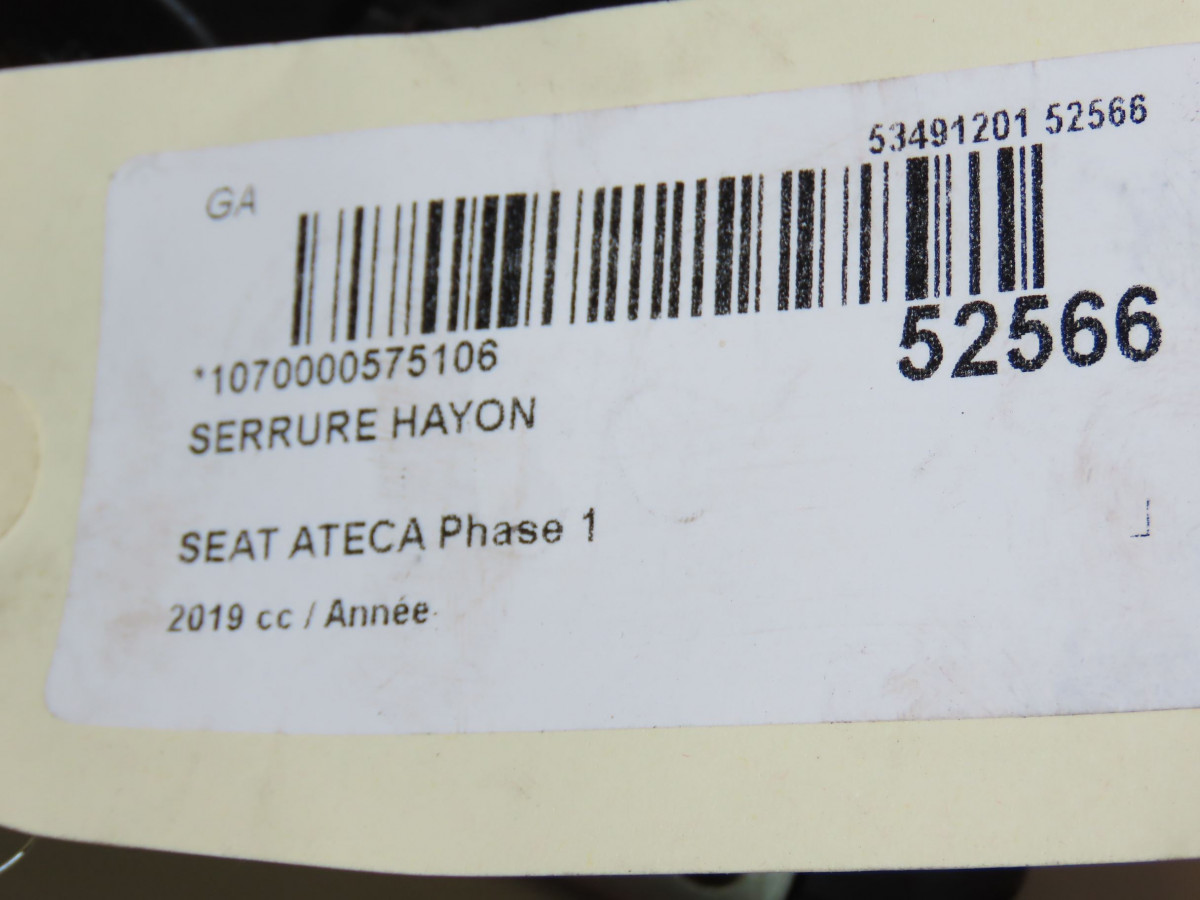 53491201 52566
GA
52566
*1070000575106
SERRURE HAYON
SEAT ATECA Phase 1
2019 cc / Année